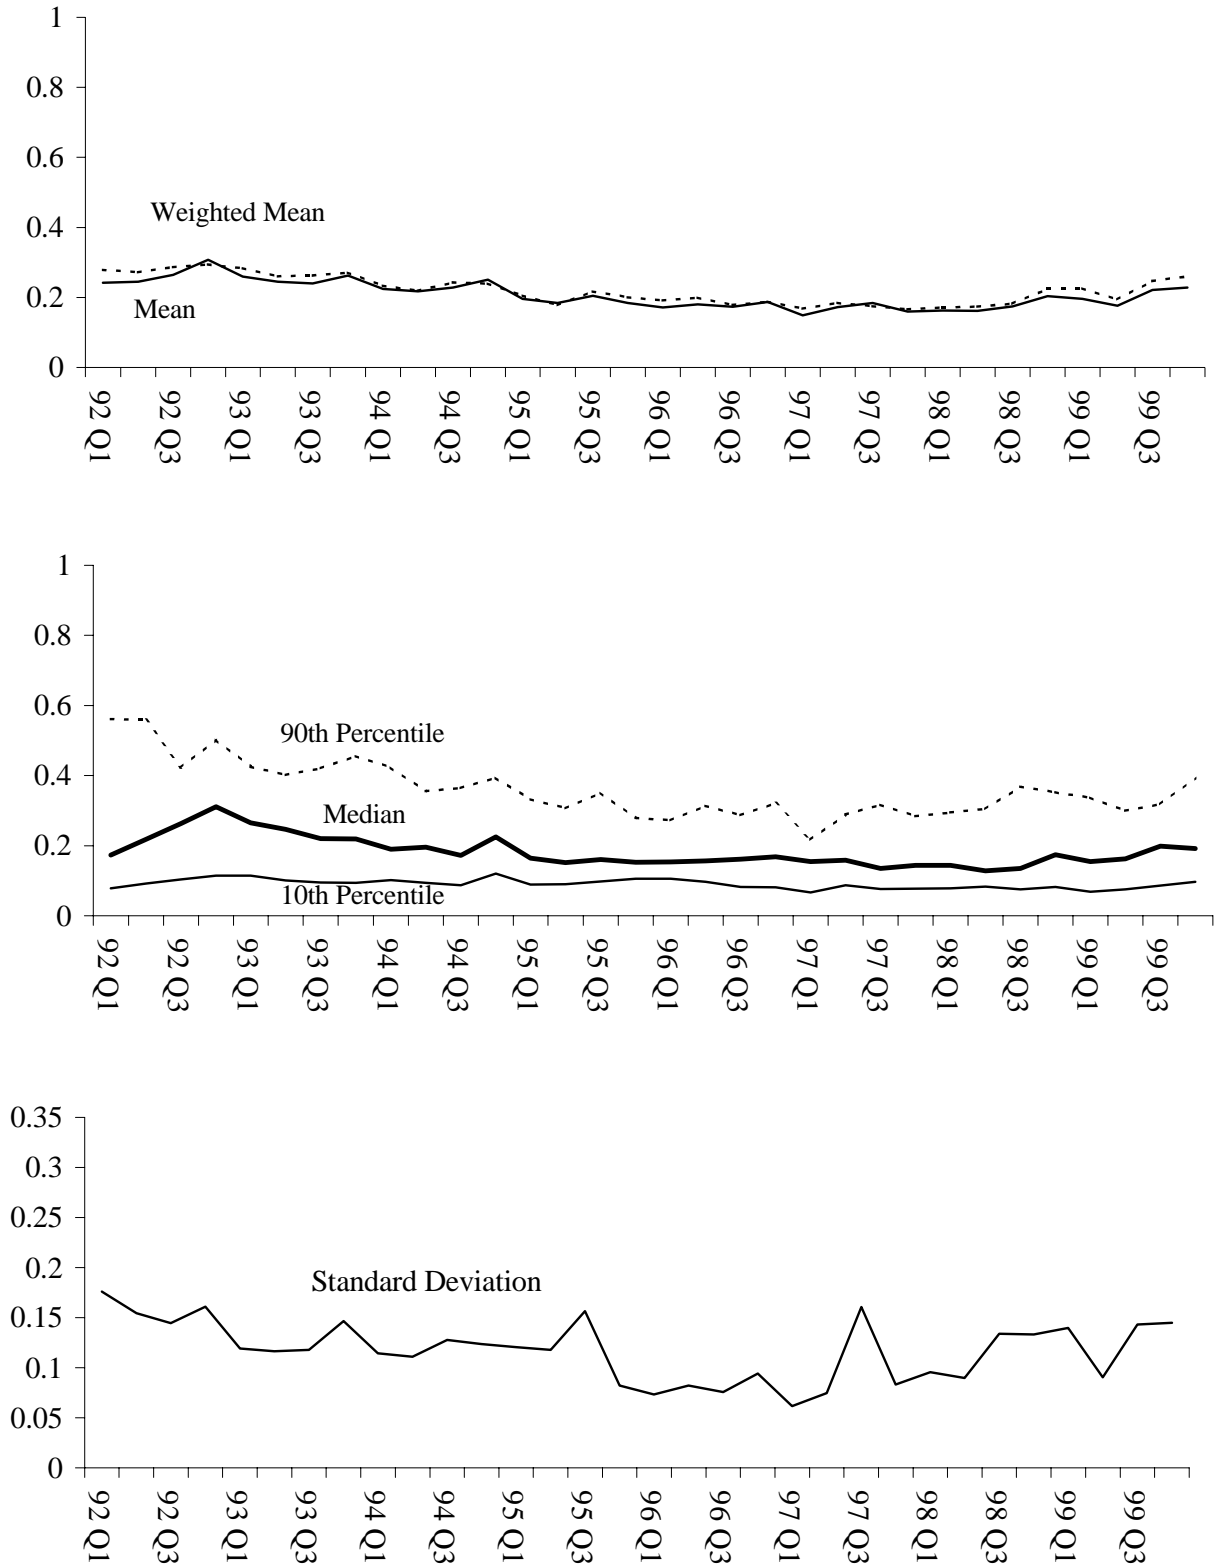 1
0.8
0.6
0.4
0.2
0
Weighted Mean
Mean
92 Q1
92 Q3
93 Q1
93 Q3
94 Q1
94 Q3
95 Q1
95 Q3
96 Q1
96 Q3
97 Q1
97 Q3
98 Q1
98 Q3
99 Q1
99 Q3
1
0.8
0.6
0.4
0.2
0
90th Percentile
Median
10th Percentile
92 Q1
92 Q3
93 Q1
93 Q3
94 Q1
94 Q3
95 Q1
95 Q3
96 Q1
96 Q3
97 Q1
97 Q3
98 Q1
98 Q3
99 Q1
99 Q3
0.35
0.3
0.25
0.2
0.15
0.1
0.05
0
Standard Deviation
92 Q1
92 Q3
93 Q1
93 Q3
94 Q1
94 Q3
95 Q1
95 Q3
96 Q1
96 Q3
97 Q1
97 Q3
98 Q1
98 Q3
99 Q1
99 Q3